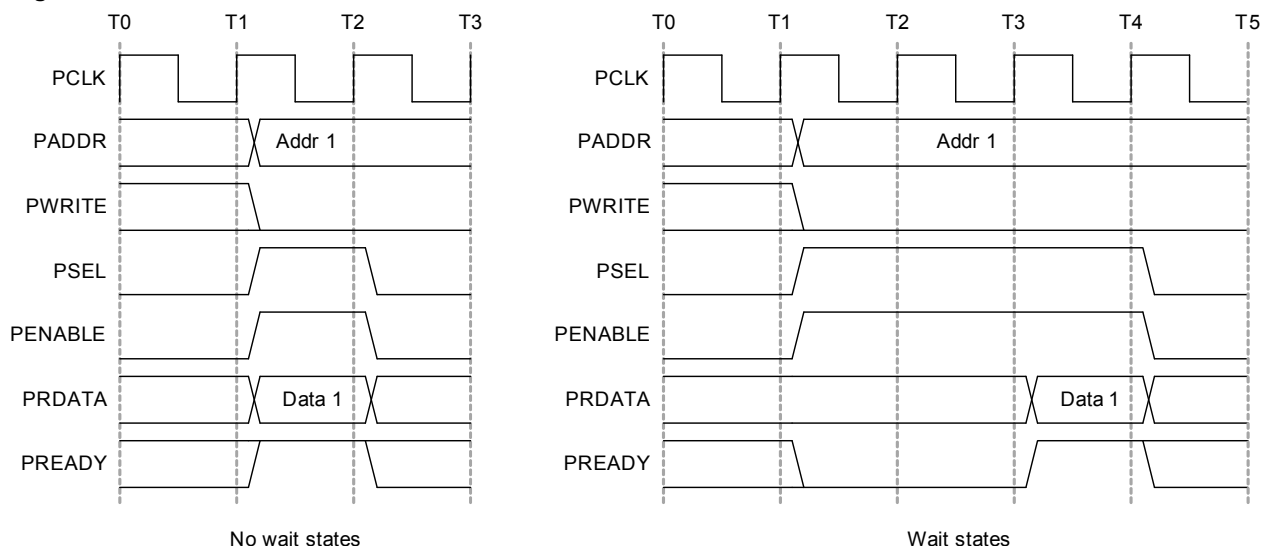 T0 T1 T2 T3 T0 T1 T2 T3 T4 T5
PCLK PCLK
PADDR Addr 1 PADDR Addr 1
PWRITE PWRITE
PSEL PSEL
PENABLE PENABLE
PRDATA Data 1 PRDATA Data 1
PREADY PREADY
No wait states Wait states